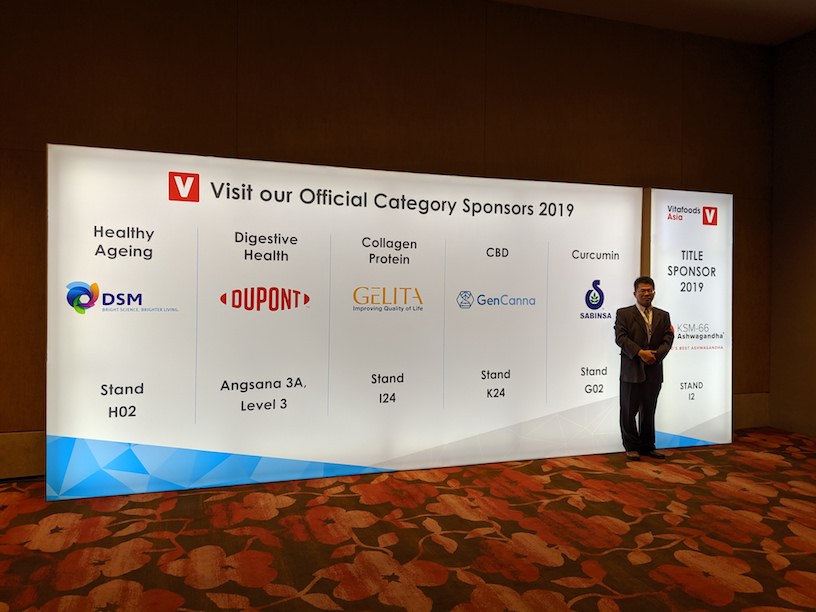 V Visit our Official Category Sponsors 2019
Healthy
Ageing
DSM
BRIGHT SCIENCE. BRIGHTER LIVING.
Stand
H02
Digestive
Health
DUPONT
Angsana 3A,
Level 3
Collagen
Protein
GELITA
Improving Quality of Life
Stand
I24
CBD
GenCanna
Stand
K24
Curcumin
SABINSA
Stand
G02
Vitafoods
Asia
V
TITLE
SPONSOR
2019
KSM-66
Ashwagandha
BEST ASHWAGANDHA
STAND
I2